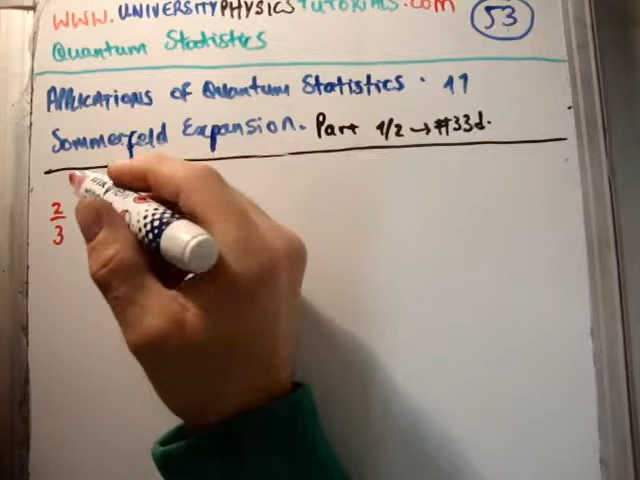 WWW.UNIVERSITYPHYSICSTUTORIALS.COM
53
Quantum Statistics
Applications of Quantum Statistics. 11
Sommerfeld Expansion. Part 1/2 → #33d.
2
3